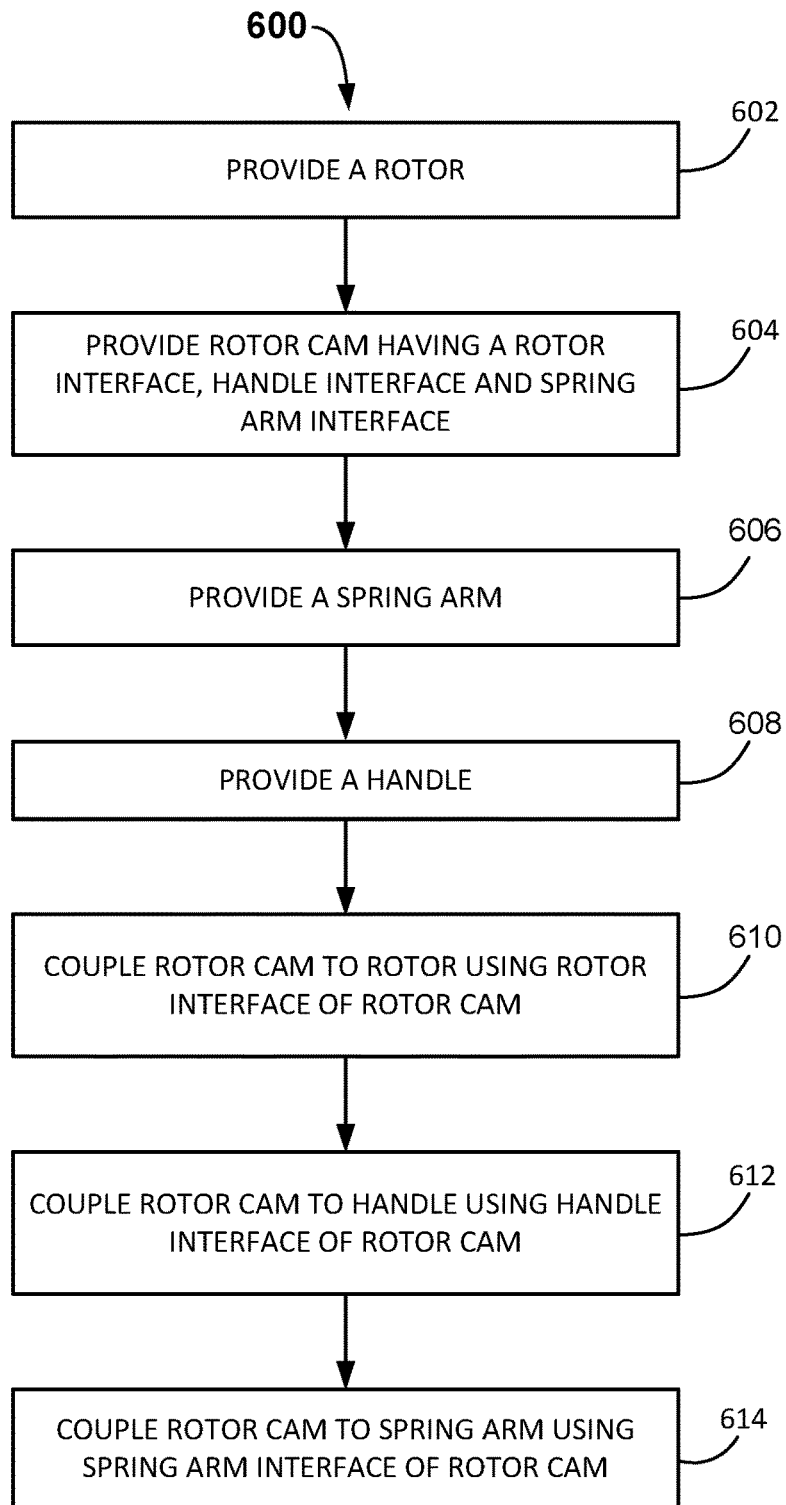 600
602
PROVIDE A ROTOR
604
PROVIDE ROTOR CAM HAVING A ROTOR
INTERFACE, HANDLE INTERFACE AND SPRING
ARM INTERFACE
606
PROVIDE A SPRING ARM
608
PROVIDE A HANDLE
610
COUPLE ROTOR CAM TO ROTOR USING ROTOR
INTERFACE OF ROTOR CAM
612
COUPLE ROTOR CAM TO HANDLE USING HANDLE
INTERFACE OF ROTOR CAM
614
COUPLE ROTOR CAM TO SPRING ARM USING
SPRING ARM INTERFACE OF ROTOR CAM